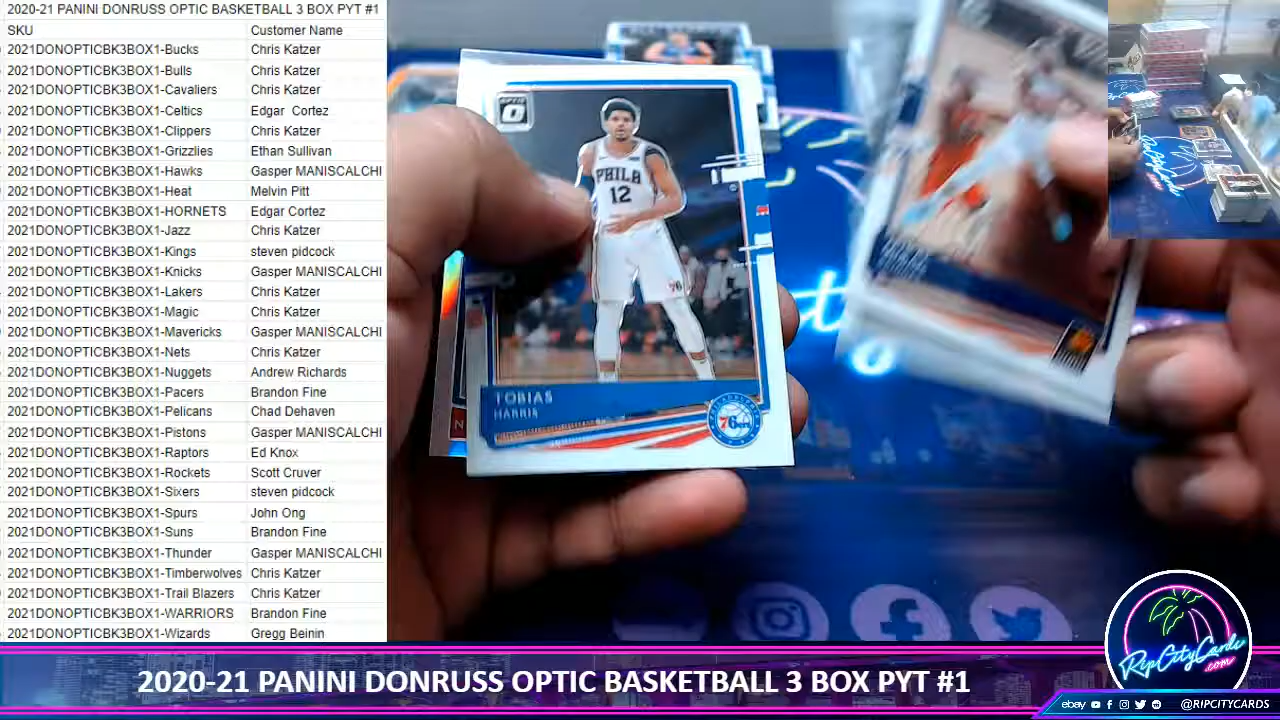 2020-21 PANINI DONRUSS OPTIC BASKETBALL 3 BOX PYT #1
SKU Customer Name
2021DONOPTICBK3BOX1-Bucks Chris Katzer
2021DONOPTICBK3BOX1-Bulls Chris Katzer
2021DONOPTICBK3BOX1-Cavaliers Chris Katzer
2021DONOPTICBK3BOX1-Celtics Edgar Cortez
2021DONOPTICBK3BOX1-Clippers Chris Katzer
2021DONOPTICBK3BOX1-Grizzlies Ethan Sullivan
2021DONOPTICBK3BOX1-Hawks Gasper MANISCALCHI
2021DONOPTICBK3BOX1-Heat Melvin Pitt
2021DONOPTICBK3BOX1-HORNETS Edgar Cortez
2021DONOPTICBK3BOX1-Jazz Chris Katzer
2021DONOPTICBK3BOX1-Kings steven pidcock
2021DONOPTICBK3BOX1-Knicks Gasper MANISCALCHI
2021DONOPTICBK3BOX1-Lakers Chris Katzer
2021DONOPTICBK3BOX1-Magic Chris Katzer
2021DONOPTICBK3BOX1-Mavericks Gasper MANISCALCHI
2021DONOPTICBK3BOX1-Nets Chris Katzer
2021DONOPTICBK3BOX1-Nuggets Andrew Richards
2021DONOPTICBK3BOX1-Pacers Brandon Fine
2021DONOPTICBK3BOX1-Pelicans Chad Dehaven
2021DONOPTICBK3BOX1-Pistons Gasper MANISCALCHI
2021DONOPTICBK3BOX1-Raptors Ed Knox
2021DONOPTICBK3BOX1-Rockets Scott Cruver
2021DONOPTICBK3BOX1-Sixers steven pidcock
2021DONOPTICBK3BOX1-Spurs John Ong
2021DONOPTICBK3BOX1-Suns Brandon Fine
2021DONOPTICBK3BOX1-Thunder Gasper MANISCALCHI
2021DONOPTICBK3BOX1-Timberwolves Chris Katzer
2021DONOPTICBK3BOX1-Trail Blazers Chris Katzer
2021DONOPTICBK3BOX1-WARRIORS Brandon Fine
2021DONOPTICBK3BOX1-Wizards Gregg Beinin
OPTIC
PHILA
12
76
TOBIAS
HARRIS
PHILADELPHIA
76ERS
RipCityCards
.com
2020-21 PANINI DONRUSS OPTIC BASKETBALL 3 BOX PYT #1
ebay @RIPCITYCARDS